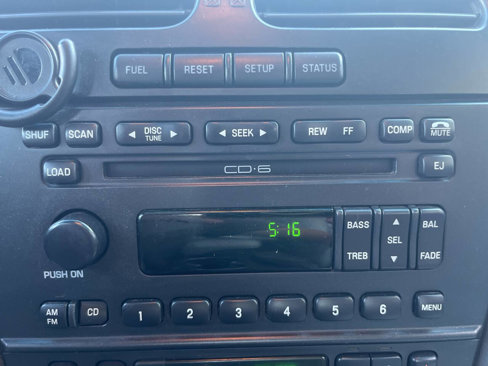 FUEL RESET SETUP STATUS
SHUF SCAN DISC TUNE SEEK REW FF COMP MUTE
LOAD CD·6 EJ
5:16 BASS TREB SEL BAL FADE
PUSH ON
AM FM CD 1 2 3 4 5 6 MENU